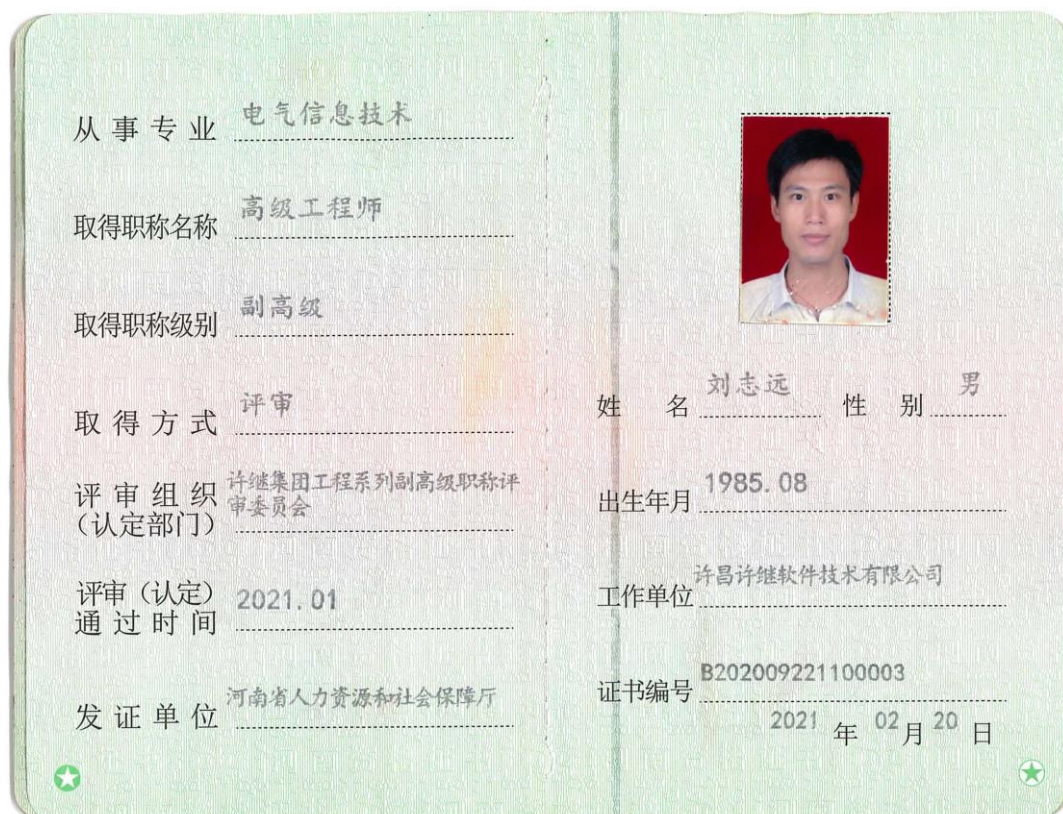 从事专业 电气信息技术
取得职称名称 高级工程师
取得职称级别 副高级
取得方式 评审
评审组织
（认定部门） 许继集团工程系列副高级职称评
审委员会
评审（认定）
通过时间 2021.01
发证单位 河南省人力资源和社会保障厅
姓名 刘志远 性别 男
出生年月 1985.08
工作单位 许昌许继软件技术有限公司
证书编号 B202009221100003
2021 年 02 月 20 日